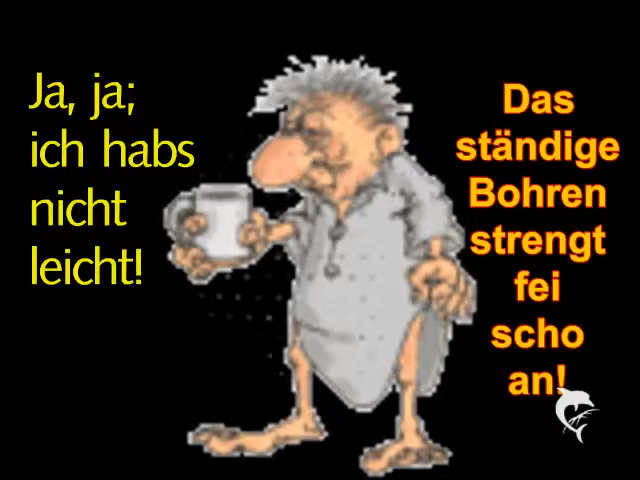 Ja, ja;
ich habs
nicht
leicht!
Das
ständige
Bohren
strengt
fei
scho
an!